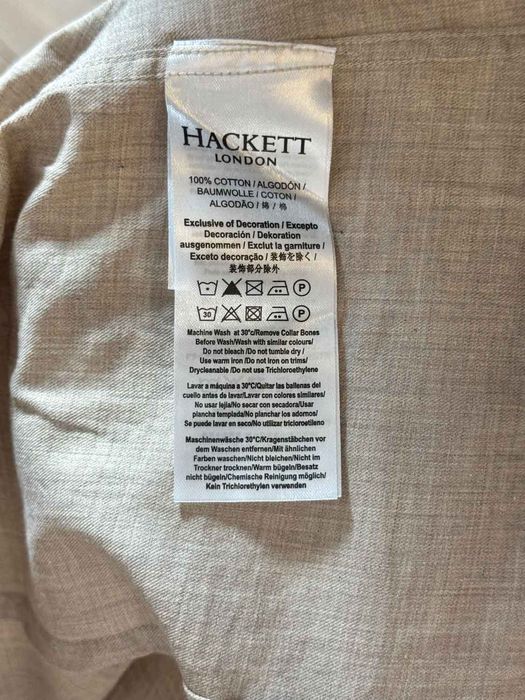 HACKETT
LONDON
100% COTTON / ALGODÓN /
BAUMWOLLE / COTON /
ALGODÃO / 綿 / 棉
Exclusive of Decoration / Excepto
Decoración / Dekoration
ausgenommen / Exclut la garniture /
Exceto decoração / 装飾を除く /
装饰部分除外
P
30 P
Machine Wash at 30°c/Remove Collar Bones
Before Wash/Wash with similar colours/
Do not bleach /Do not tumble dry /
Use warm iron /Do not iron on trims/
Drycleanable /Do not use Trichloroethylene
Lavar a máquina a 30°C/Quitar las ballenas del
cuello antes de lavar/Lavar con colores similares/
No usar lejía/No secar con secadora/Usar
plancha templada/No planchar los adornos/
Se puede lavar en seco/No utilizar tricloroetileno
Maschinenwäsche 30°C/Kragenstäbchen vor
dem Waschen entfernen/Mit ähnlichen
Farben waschen/Nicht bleichen/Nicht im
Trockner trocknen/Warm bügeln/Besatz
nicht bügeln/Chemische Reinigung möglich/
Kein Trichlorethylen verwenden